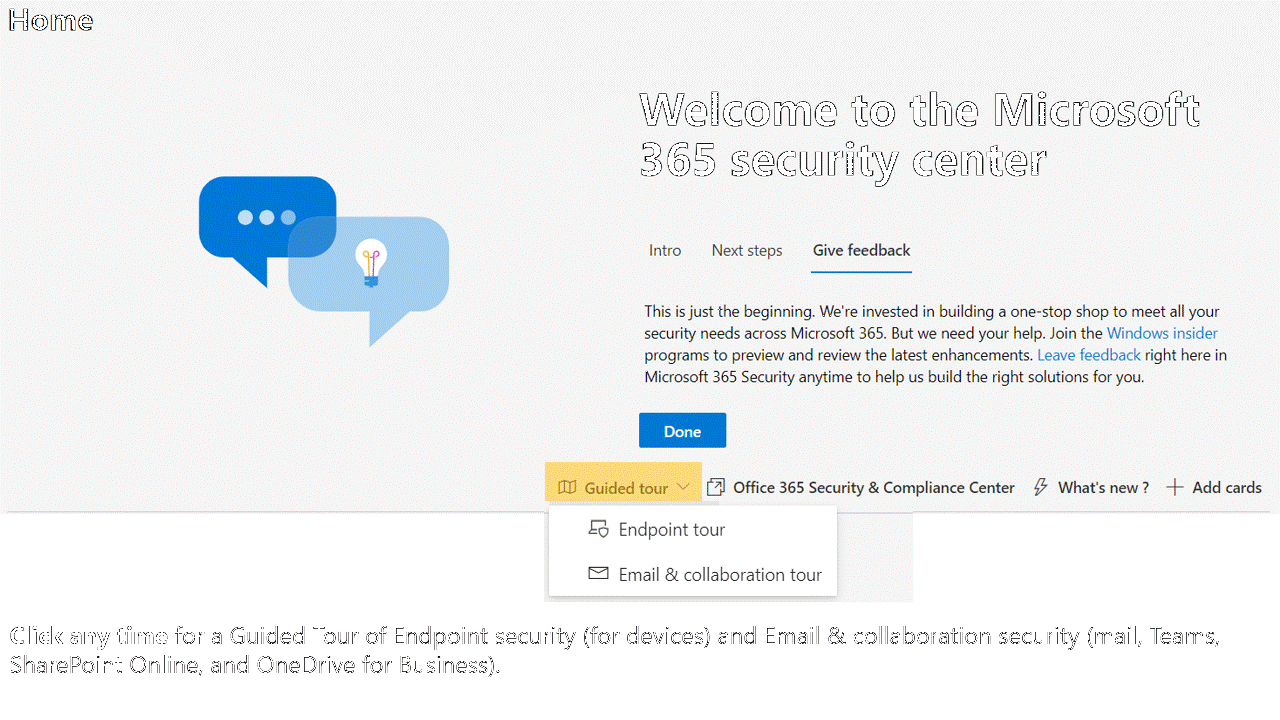 Home
Welcome to the Microsoft
365 security center
Intro Next steps Give feedback
This is just the beginning. We're invested in building a one-stop shop to meet all your
security needs across Microsoft 365. But we need your help. Join the Windows insider
programs to preview and review the latest enhancements. Leave feedback right here in
Microsoft 365 Security anytime to help us build the right solutions for you.
Done
Guided tour Office 365 Security & Compliance Center What's new ? Add cards
Endpoint tour
Email & collaboration tour
Click any time for a Guided Tour of Endpoint security (for devices) and Email & collaboration security (mail, Teams,
SharePoint Online, and OneDrive for Business).